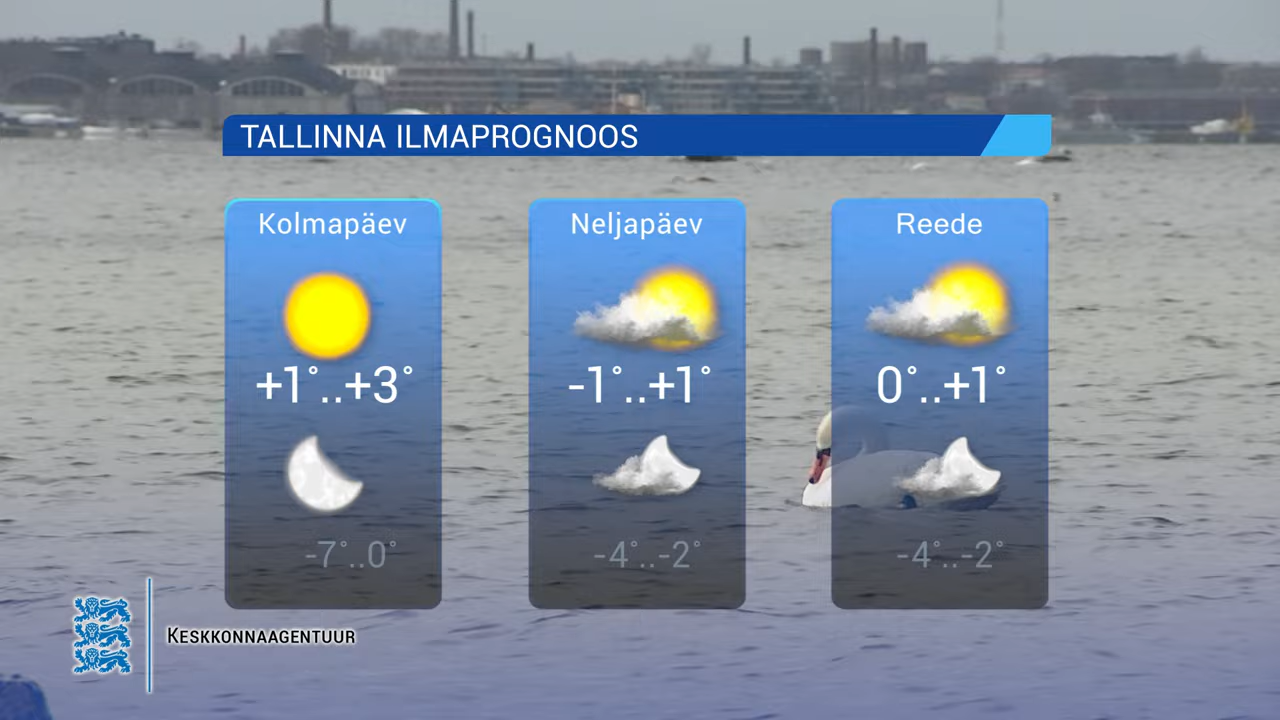 TALLINNA ILMAPROGNOOS
Kolmapäev
+1°..+3°
-7°..0°
Neljapäev
-1°..+1°
-4°..-2°
Reede
0°..+1°
-4°..-2°
KESKKONNAAGENTUUR